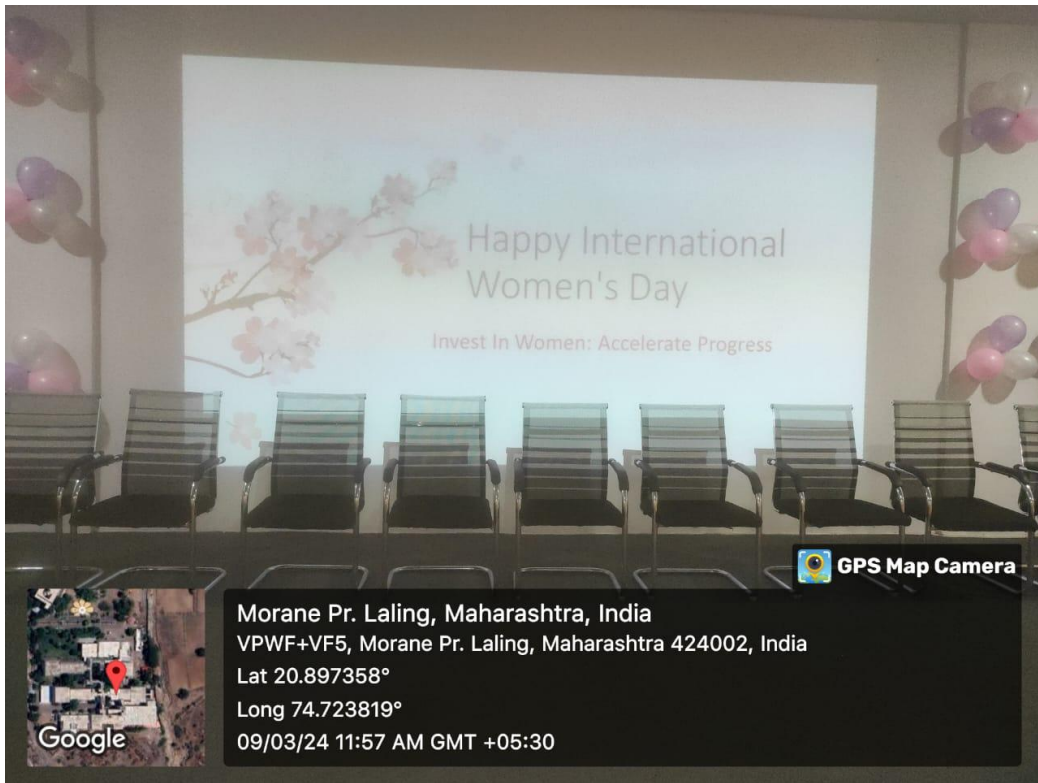 Happy International
Women's Day
Invest In Women: Accelerate Progress
GPS Map Camera
Morane Pr. Laling, Maharashtra, India
VPWF+VF5, Morane Pr. Laling, Maharashtra 424002, India
Lat 20.897358°
Long 74.723819°
09/03/24 11:57 AM GMT +05:30
Google